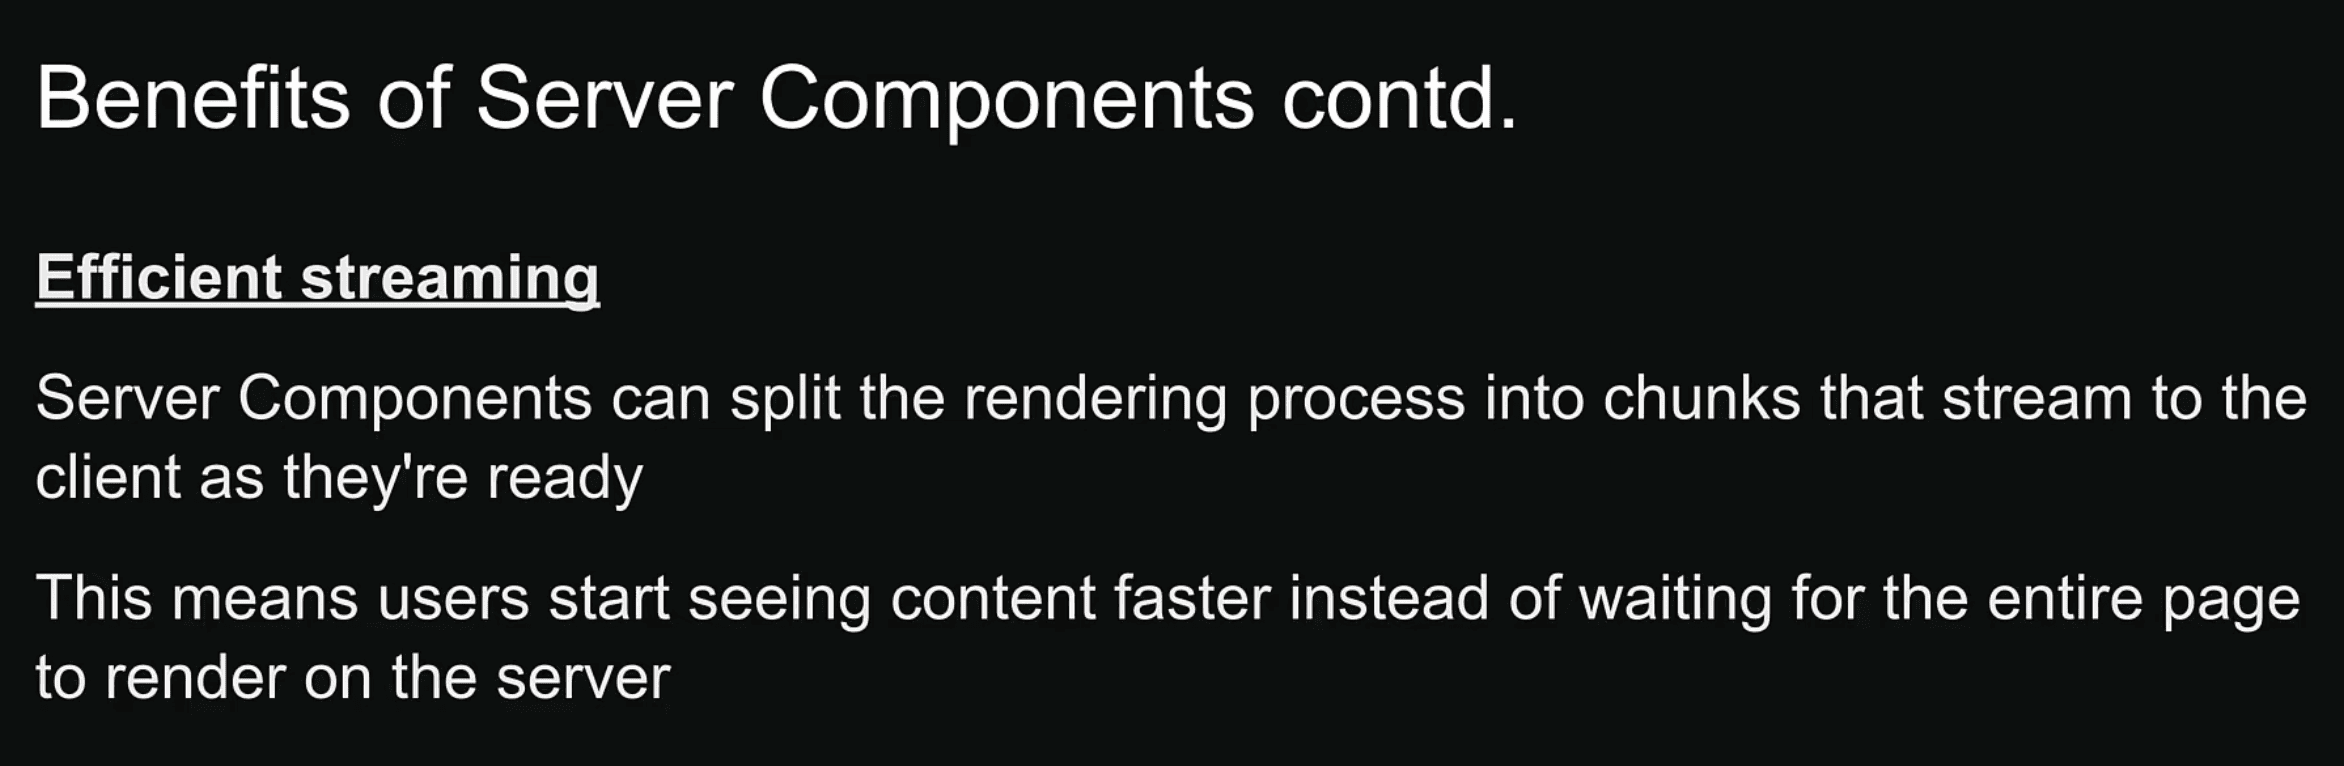 Benefits of Server Components contd.
Efficient streaming
Server Components can split the rendering process into chunks that stream to the
client as they're ready
This means users start seeing content faster instead of waiting for the entire page
to render on the server